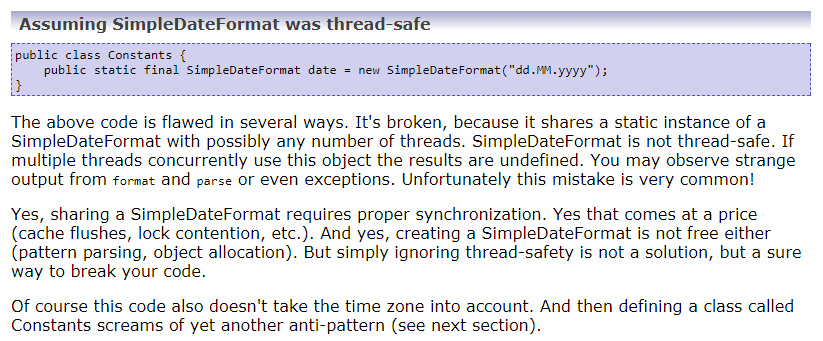 Assuming SimpleDateFormat was thread-safe
public class Constants {
    public static final SimpleDateFormat date = new SimpleDateFormat("dd.MM.yyyy");
}
The above code is flawed in several ways. It's broken, because it shares a static instance of a
SimpleDateFormat with possibly any number of threads. SimpleDateFormat is not thread-safe. If
multiple threads concurrently use this object the results are undefined. You may observe strange
output from format and parse or even exceptions. Unfortunately this mistake is very common!
Yes, sharing a SimpleDateFormat requires proper synchronization. Yes that comes at a price
(cache flushes, lock contention, etc.). And yes, creating a SimpleDateFormat is not free either
(pattern parsing, object allocation). But simply ignoring thread-safety is not a solution, but a sure
way to break your code.
Of course this code also doesn't take the time zone into account. And then defining a class called
Constants screams of yet another anti-pattern (see next section).